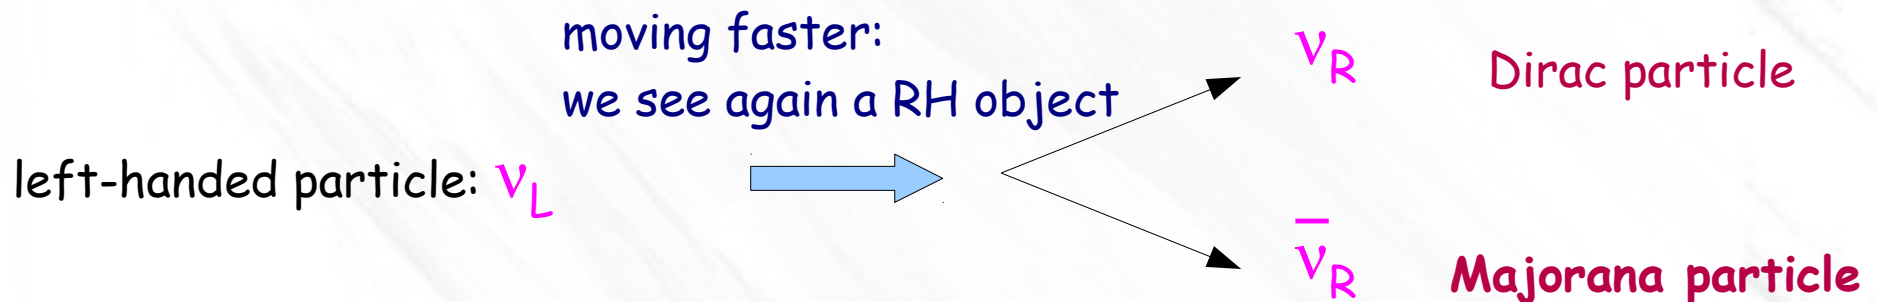 moving faster:
we see again a RH object
left-handed particle: ν_L
ν_R Dirac particle
ν̅_R Majorana particle